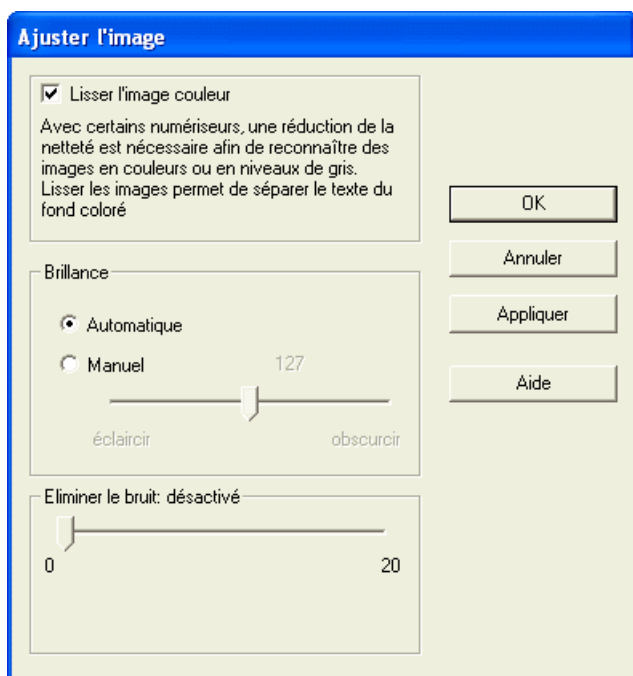 Ajuster l'image
Lisser l'image couleur
Avec certains numériseurs, une réduction de la
netteté est nécessaire afin de reconnaître des
images en couleurs ou en niveaux de gris.
Lisser les images permet de séparer le texte du
fond coloré
OK
Annuler
Appliquer
Aide
Brillance
Automatique
Manuel 127
éclaircir obscurcir
Eliminer le bruit: désactivé
0 20